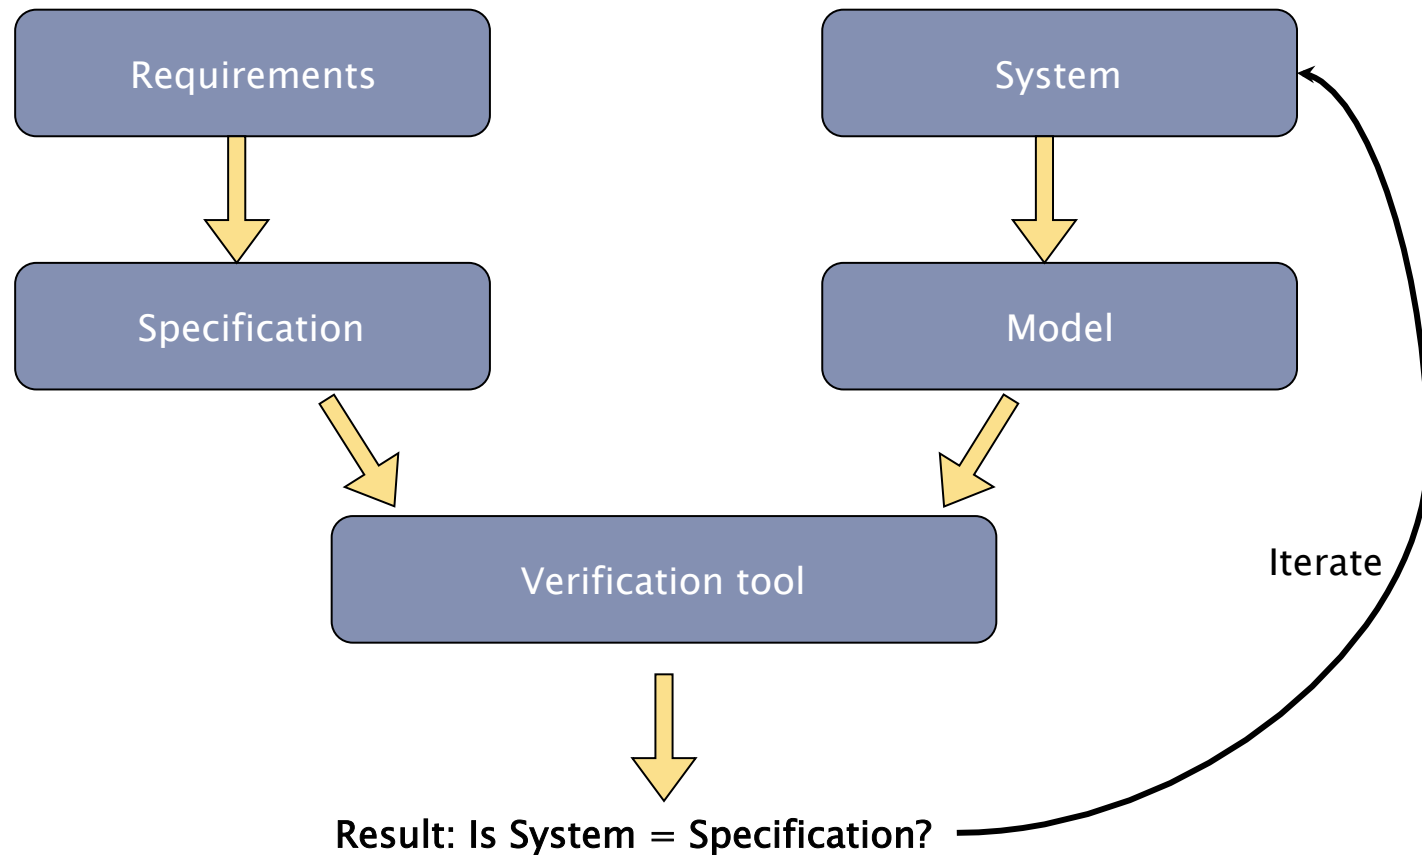 Requirements
System
Specification
Model
Verification tool
Iterate
Result: Is System = Specification?